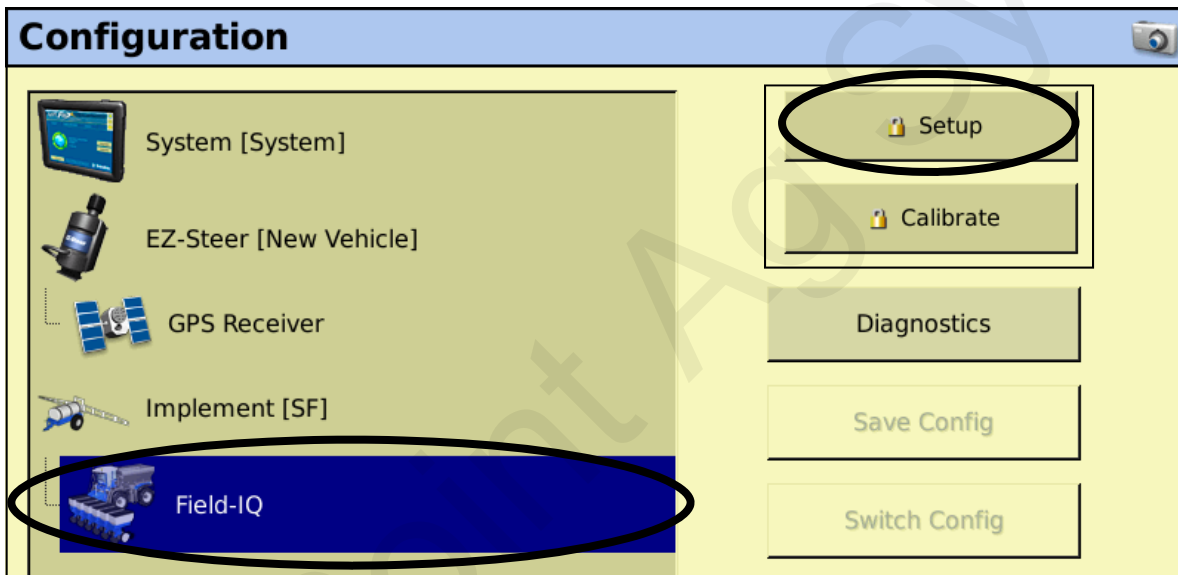 Configuration
System [System]
EZ-Steer [New Vehicle]
GPS Receiver
Implement [SF]
Field-IQ
Setup
Calibrate
Diagnostics
Save Config
Switch Config